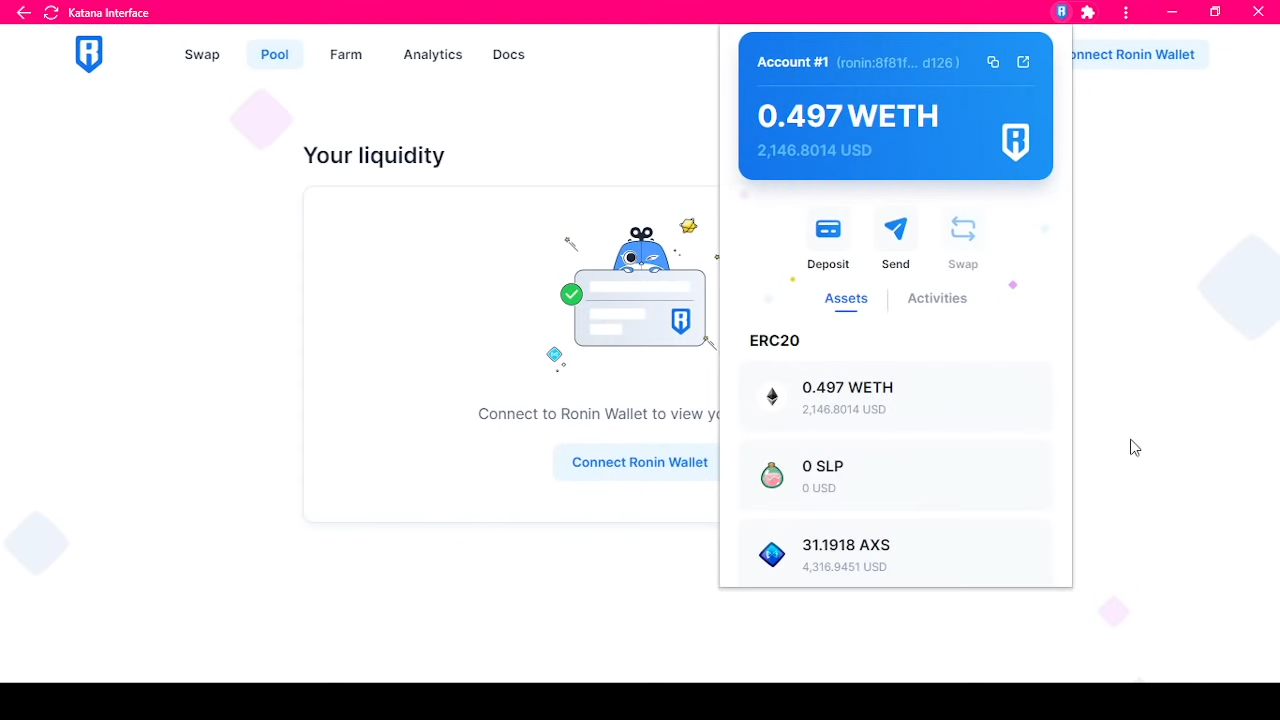 Katana Interface
Swap
Pool
Farm
Analytics
Docs
onnect Ronin Wallet
Your liquidity
Connect to Ronin Wallet to view yo
Connect Ronin Wallet
Account #1 (ronin:8f81f... d126 )
0.497 WETH
2,146.8014 USD
Deposit
Send
Swap
Assets
Activities
ERC20
0.497 WETH
2,146.8014 USD
0 SLP
0 USD
31.1918 AXS
4,316.9451 USD